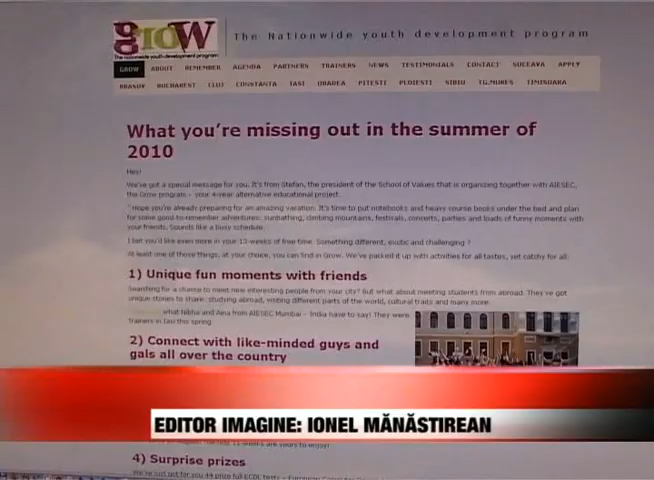 grow
The Nationwide youth development program
The Nationwide youth development program
GROW ABOUT REMEMBER AGENDA PARTNERS TRAINERS NEWS TESTIMONIALS CONTACT SUCEAVA APPLY
BRASOV BUCHAREST CLUJ CONSTANTA IASI ORADEA PITESTI PLOIESTI SIBIU TG.MURES TIMISOARA
What you're missing out in the summer of
2010
Hey!
We've got a special message for you. It's from Stefan, the president of the School of Values that is organizing together with AIESEC,
the Grow program - your 4-year alternative educational project.
"Hope you're already preparing for an amazing vacation. It's time to put notebooks and heavy course books under the bed and plan
for some good-to-remember adventures: sunbathing, climbing mountains, festivals, concerts, parties and loads of funny moments with
your friends. Sounds like a busy schedule.
I bet you'd like even more in your 12-weeks of free time. Something different, exotic and challenging ?
At least one of those things, at your choice, you can find in Grow. We've packed it up with activities for all tastes, yet catchy for all:
1) Unique fun moments with friends
Searching for a chance to meet new interesting people from your city? But what about meeting students from abroad. They've got
unique stories to share: studying abroad, visiting different parts of the world, cultural traits and many more.
what Nibha and Aina from AIESEC Mumbai - India have to say! They were
trainers in Iasi this spring.
2) Connect with like-minded guys and
gals all over the country
EDITOR IMAGINE: IONEL MĂNĂSTIREAN
are yours to enjoy!
4) Surprise prizes